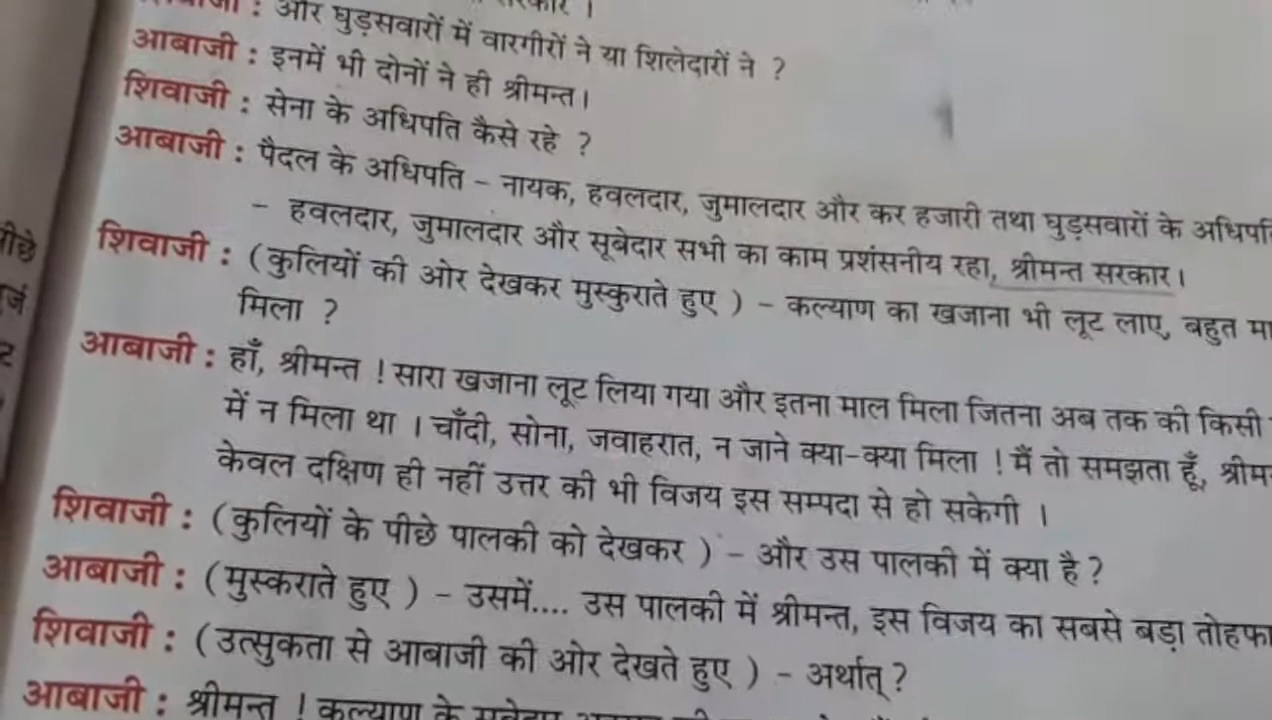 : और घुड़सवारों में वारगीरों ने या शिलेदारों ने ?
आबाजी : इनमें भी दोनों ने ही श्रीमन्त।
शिवाजी : सेना के अधिपति कैसे रहे ?
आबाजी : पैदल के अधिपति – नायक, हवलदार, जुमालदार और कर हजारी तथा घुड़सवारों के
– हवलदार, जुमालदार और सूबेदार सभी का काम प्रशंसनीय रहा, श्रीमन्त सरकार।
शिवाजी : (कुलियों की ओर देखकर मुस्कुराते हुए ) – कल्याण का खजाना भी लूट लाए, बहुत
मिला ?
आबाजी : हाँ, श्रीमन्त ! सारा खजाना लूट लिया गया और इतना माल मिला जितना अब तक की किसी
में न मिला था । चाँदी, सोना, जवाहरात, न जाने क्या-क्या मिला ! मैं तो समझता हूँ,
केवल दक्षिण ही नहीं उत्तर की भी विजय इस सम्पदा से हो सकेगी ।
शिवाजी : (कुलियों के पीछे पालकी को देखकर ) – और उस पालकी में क्या है ?
आबाजी : (मुस्कराते हुए ) – उसमें.... उस पालकी में श्रीमन्त, इस विजय का सबसे बड़ा तोहफा
शिवाजी : (उत्सुकता से आबाजी की ओर देखते हुए ) – अर्थात् ?
आबाजी : श्रीमन्त ! कल्याण के